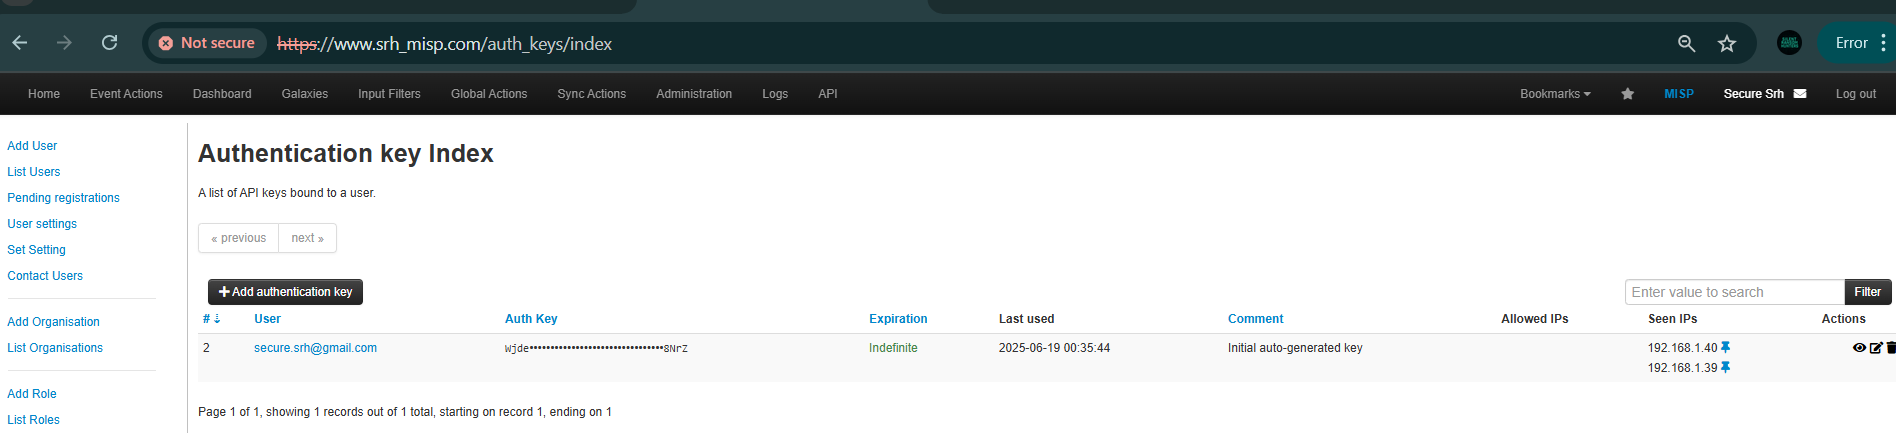 Not secure https://www.srh_misp.com/auth_keys/index Error
Home Event Actions Dashboard Galaxies Input Filters Global Actions Sync Actions Administration Logs API Bookmarks MISP Secure Srh Log out
Add User
List Users
Pending registrations
User settings
Set Setting
Contact Users
Add Organisation
List Organisations
Add Role
List Roles
Authentication key Index
A list of API keys bound to a user.
« previous next »
+ Add authentication key Enter value to search Filter
# User Auth Key Expiration Last used Comment Allowed IPs Seen IPs Actions
2 secure.srh@gmail.com Wjde••••••••••••••••••••••••••••••••8NrZ Indefinite 2025-06-19 00:35:44 Initial auto-generated key 192.168.1.40
192.168.1.39
Page 1 of 1, showing 1 records out of 1 total, starting on record 1, ending on 1